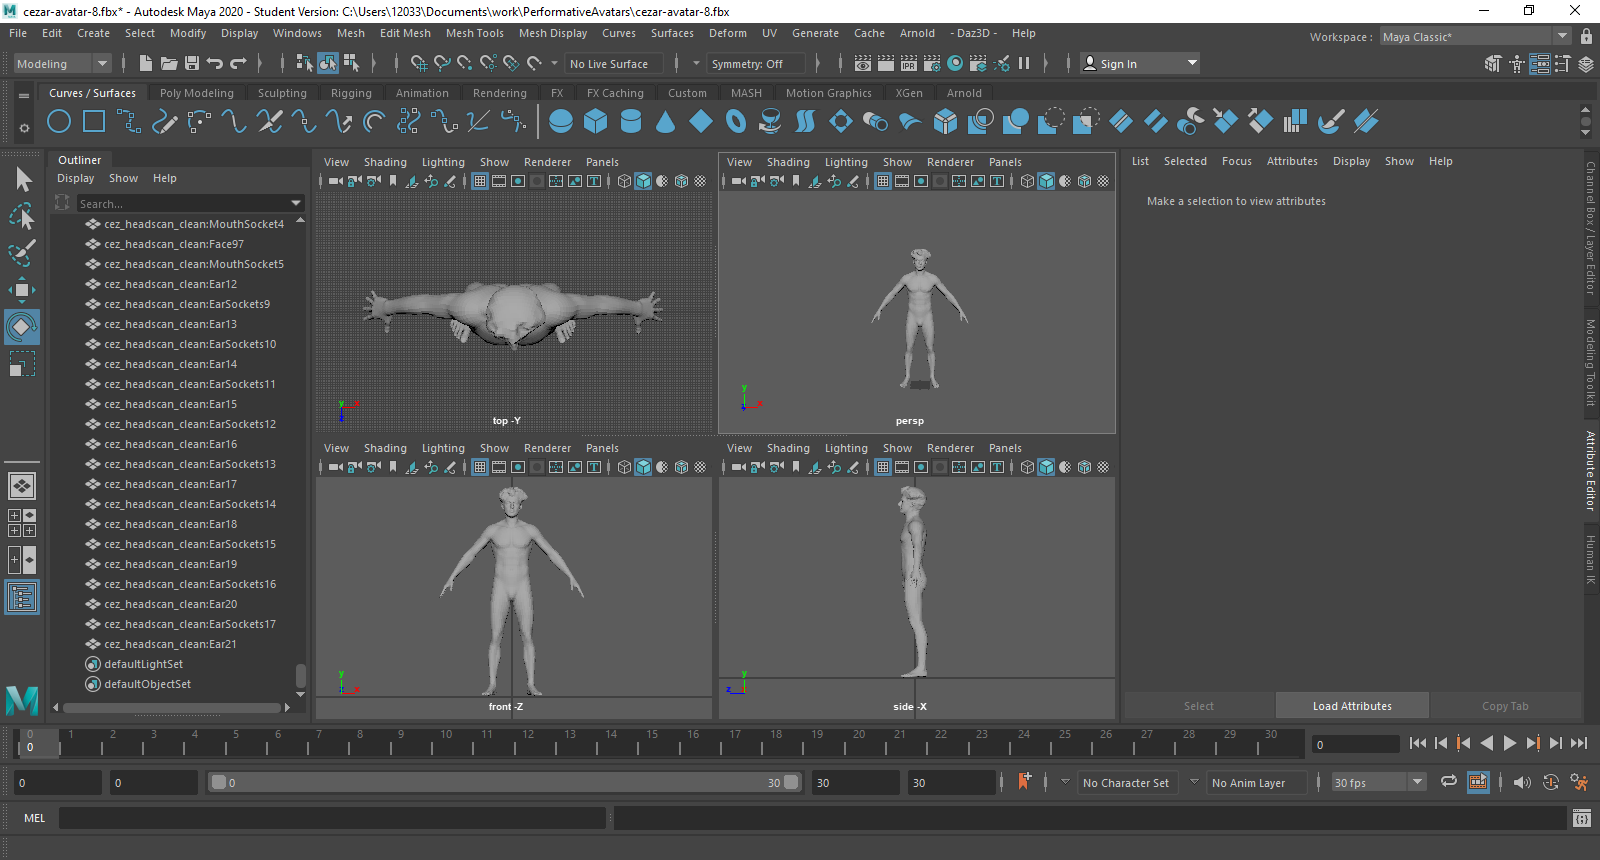 cezar-avatar-8.fbx* - Autodesk Maya 2020 - Student Version: C:\Users\12033\Documents\work\PerformativeAvatars\cezar-avatar-8.fbx
File Edit Create Select Modify Display Windows Mesh Edit Mesh Mesh Tools Mesh Display Curves Surfaces Deform UV Generate Cache Arnold - Daz3D - Help
Workspace : Maya Classic*
Modeling No Live Surface Symmetry: Off IPR Sign In
Curves / Surfaces Poly Modeling Sculpting Rigging Animation Rendering FX FX Caching Custom MASH Motion Graphics XGen Arnold
Outliner
Display Show Help
Search...
cez_headscan_clean:MouthSocket4
cez_headscan_clean:Face97
cez_headscan_clean:MouthSocket5
cez_headscan_clean:Ear12
cez_headscan_clean:EarSockets9
cez_headscan_clean:Ear13
cez_headscan_clean:EarSockets10
cez_headscan_clean:Ear14
cez_headscan_clean:EarSockets11
cez_headscan_clean:Ear15
cez_headscan_clean:EarSockets12
cez_headscan_clean:Ear16
cez_headscan_clean:EarSockets13
cez_headscan_clean:Ear17
cez_headscan_clean:EarSockets14
cez_headscan_clean:Ear18
cez_headscan_clean:EarSockets15
cez_headscan_clean:Ear19
cez_headscan_clean:EarSockets16
cez_headscan_clean:Ear20
cez_headscan_clean:EarSockets17
cez_headscan_clean:Ear21
defaultLightSet
defaultObjectSet
View Shading Lighting Show Renderer Panels
y x z
top -Y
View Shading Lighting Show Renderer Panels
y x z
persp
View Shading Lighting Show Renderer Panels
y x z
front -Z
View Shading Lighting Show Renderer Panels
y z
side -X
List Selected Focus Attributes Display Show Help
Make a selection to view attributes
Select Load Attributes Copy Tab
Channel Box / Layer Editor
Modeling Toolkit
Attribute Editor
Human IK
0 1 2 3 4 5 6 7 8 9 10 11 12 13 14 15 16 17 18 19 20 21 22 23 24 25 26 27 28 29 30
0 0
0 0 0 30 30 30 No Character Set No Anim Layer 30 fps
MEL